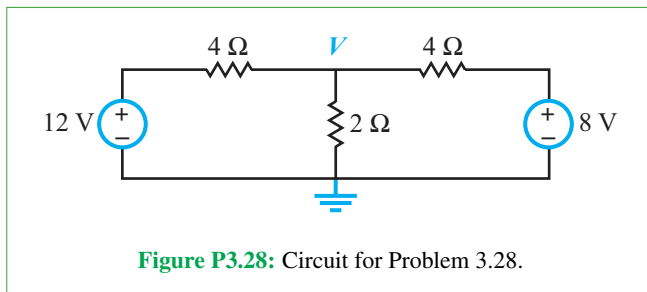 4 Ω V 4 Ω
12 V + − 2 Ω + − 8 V
Figure P3.28: Circuit for Problem 3.28.